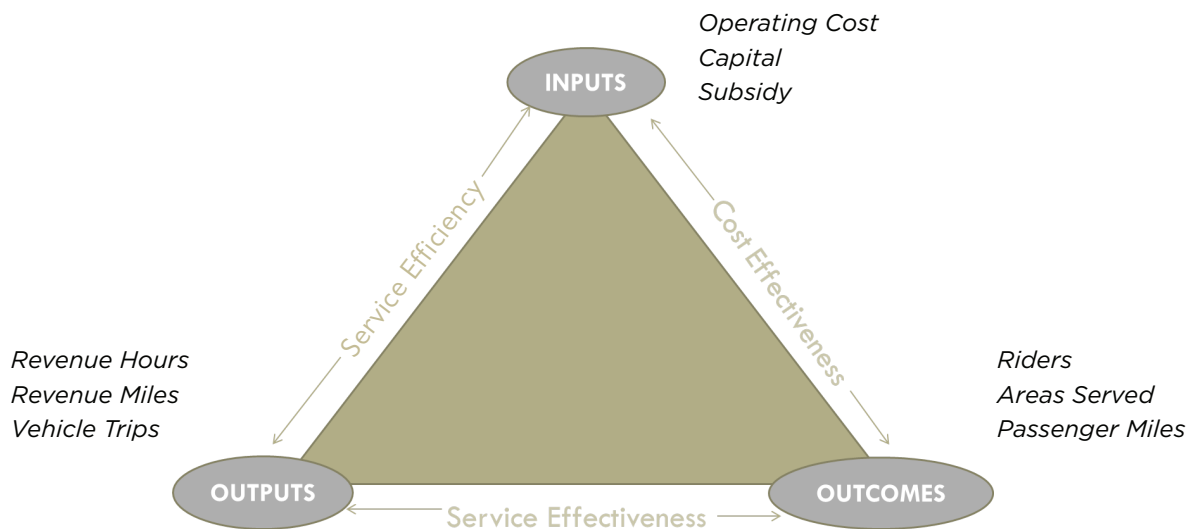 Operating Cost
Capital
Subsidy
INPUTS
Service Efficiency
Cost Effectiveness
Revenue Hours
Revenue Miles
Vehicle Trips
Riders
Areas Served
Passenger Miles
OUTPUTS
OUTCOMES
Service Effectiveness